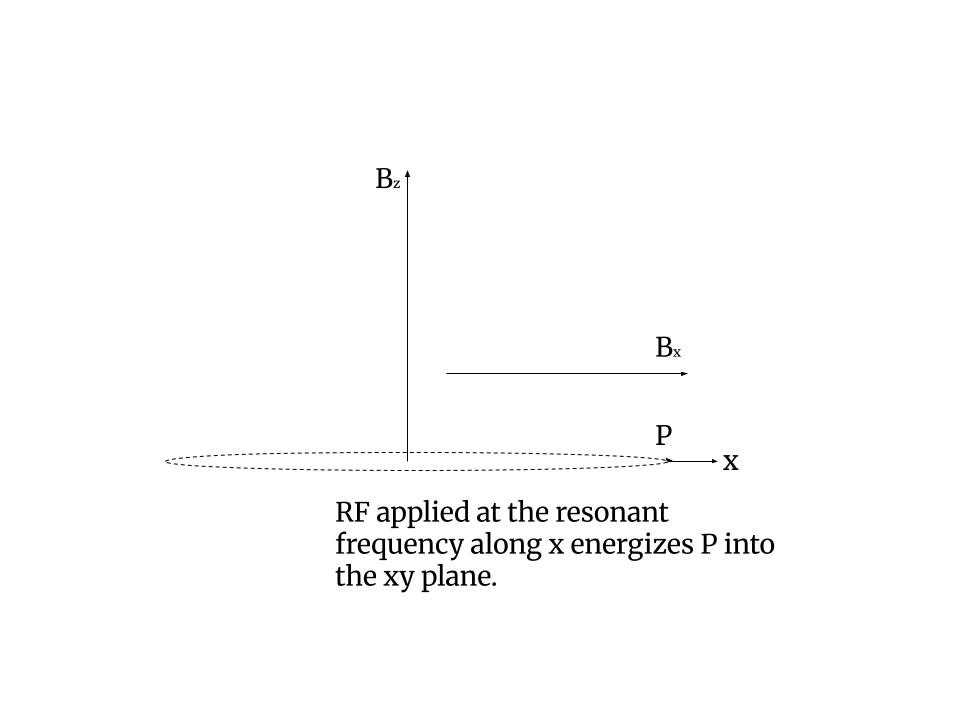 Bz
Bx
P
x
RF applied at the resonant
frequency along x energizes P into
the xy plane.